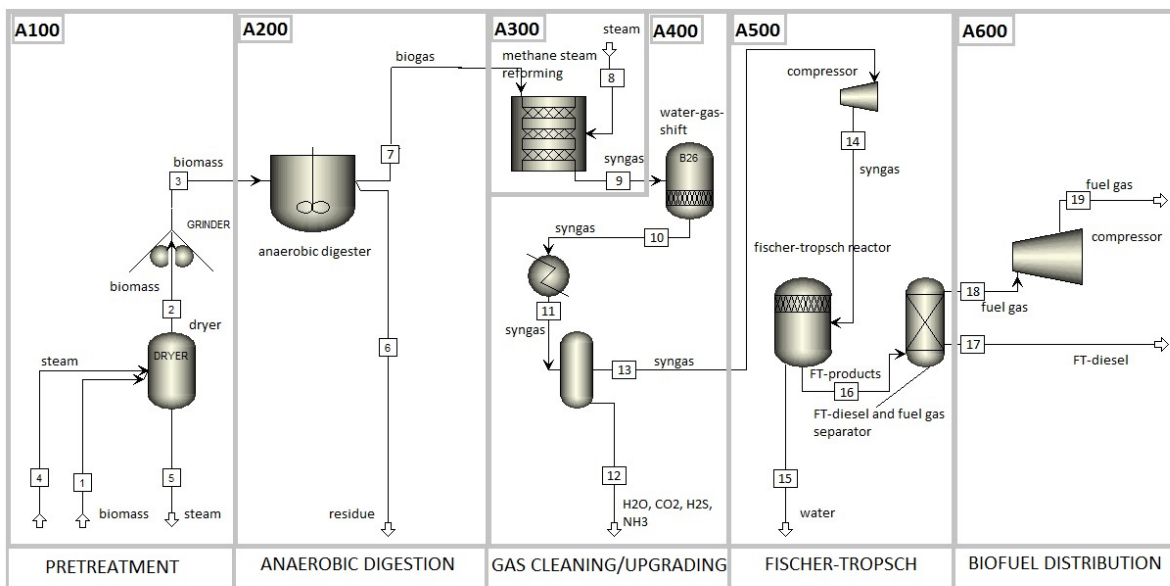 A100
A200
A300
A400
A500
A600
steam
8
methane steam
reforming
biogas
7
water-gas-
shift
B26
syngas
9
compressor
14
syngas
biomass
3
GRINDER
biomass
2
dryer
DRYER
steam
4
1
biomass
5
steam
anaerobic digester
6
residue
syngas
10
11
syngas
13
syngas
12
H2O, CO2, H2S,
NH3
fischer-tropsch reactor
FT-products
16
15
water
FT-diesel and fuel gas
separator
19
fuel gas
compressor
18
fuel gas
17
FT-diesel
PRETREATMENT
ANAEROBIC DIGESTION
GAS CLEANING/UPGRADING
FISCHER-TROPSCH
BIOFUEL DISTRIBUTION